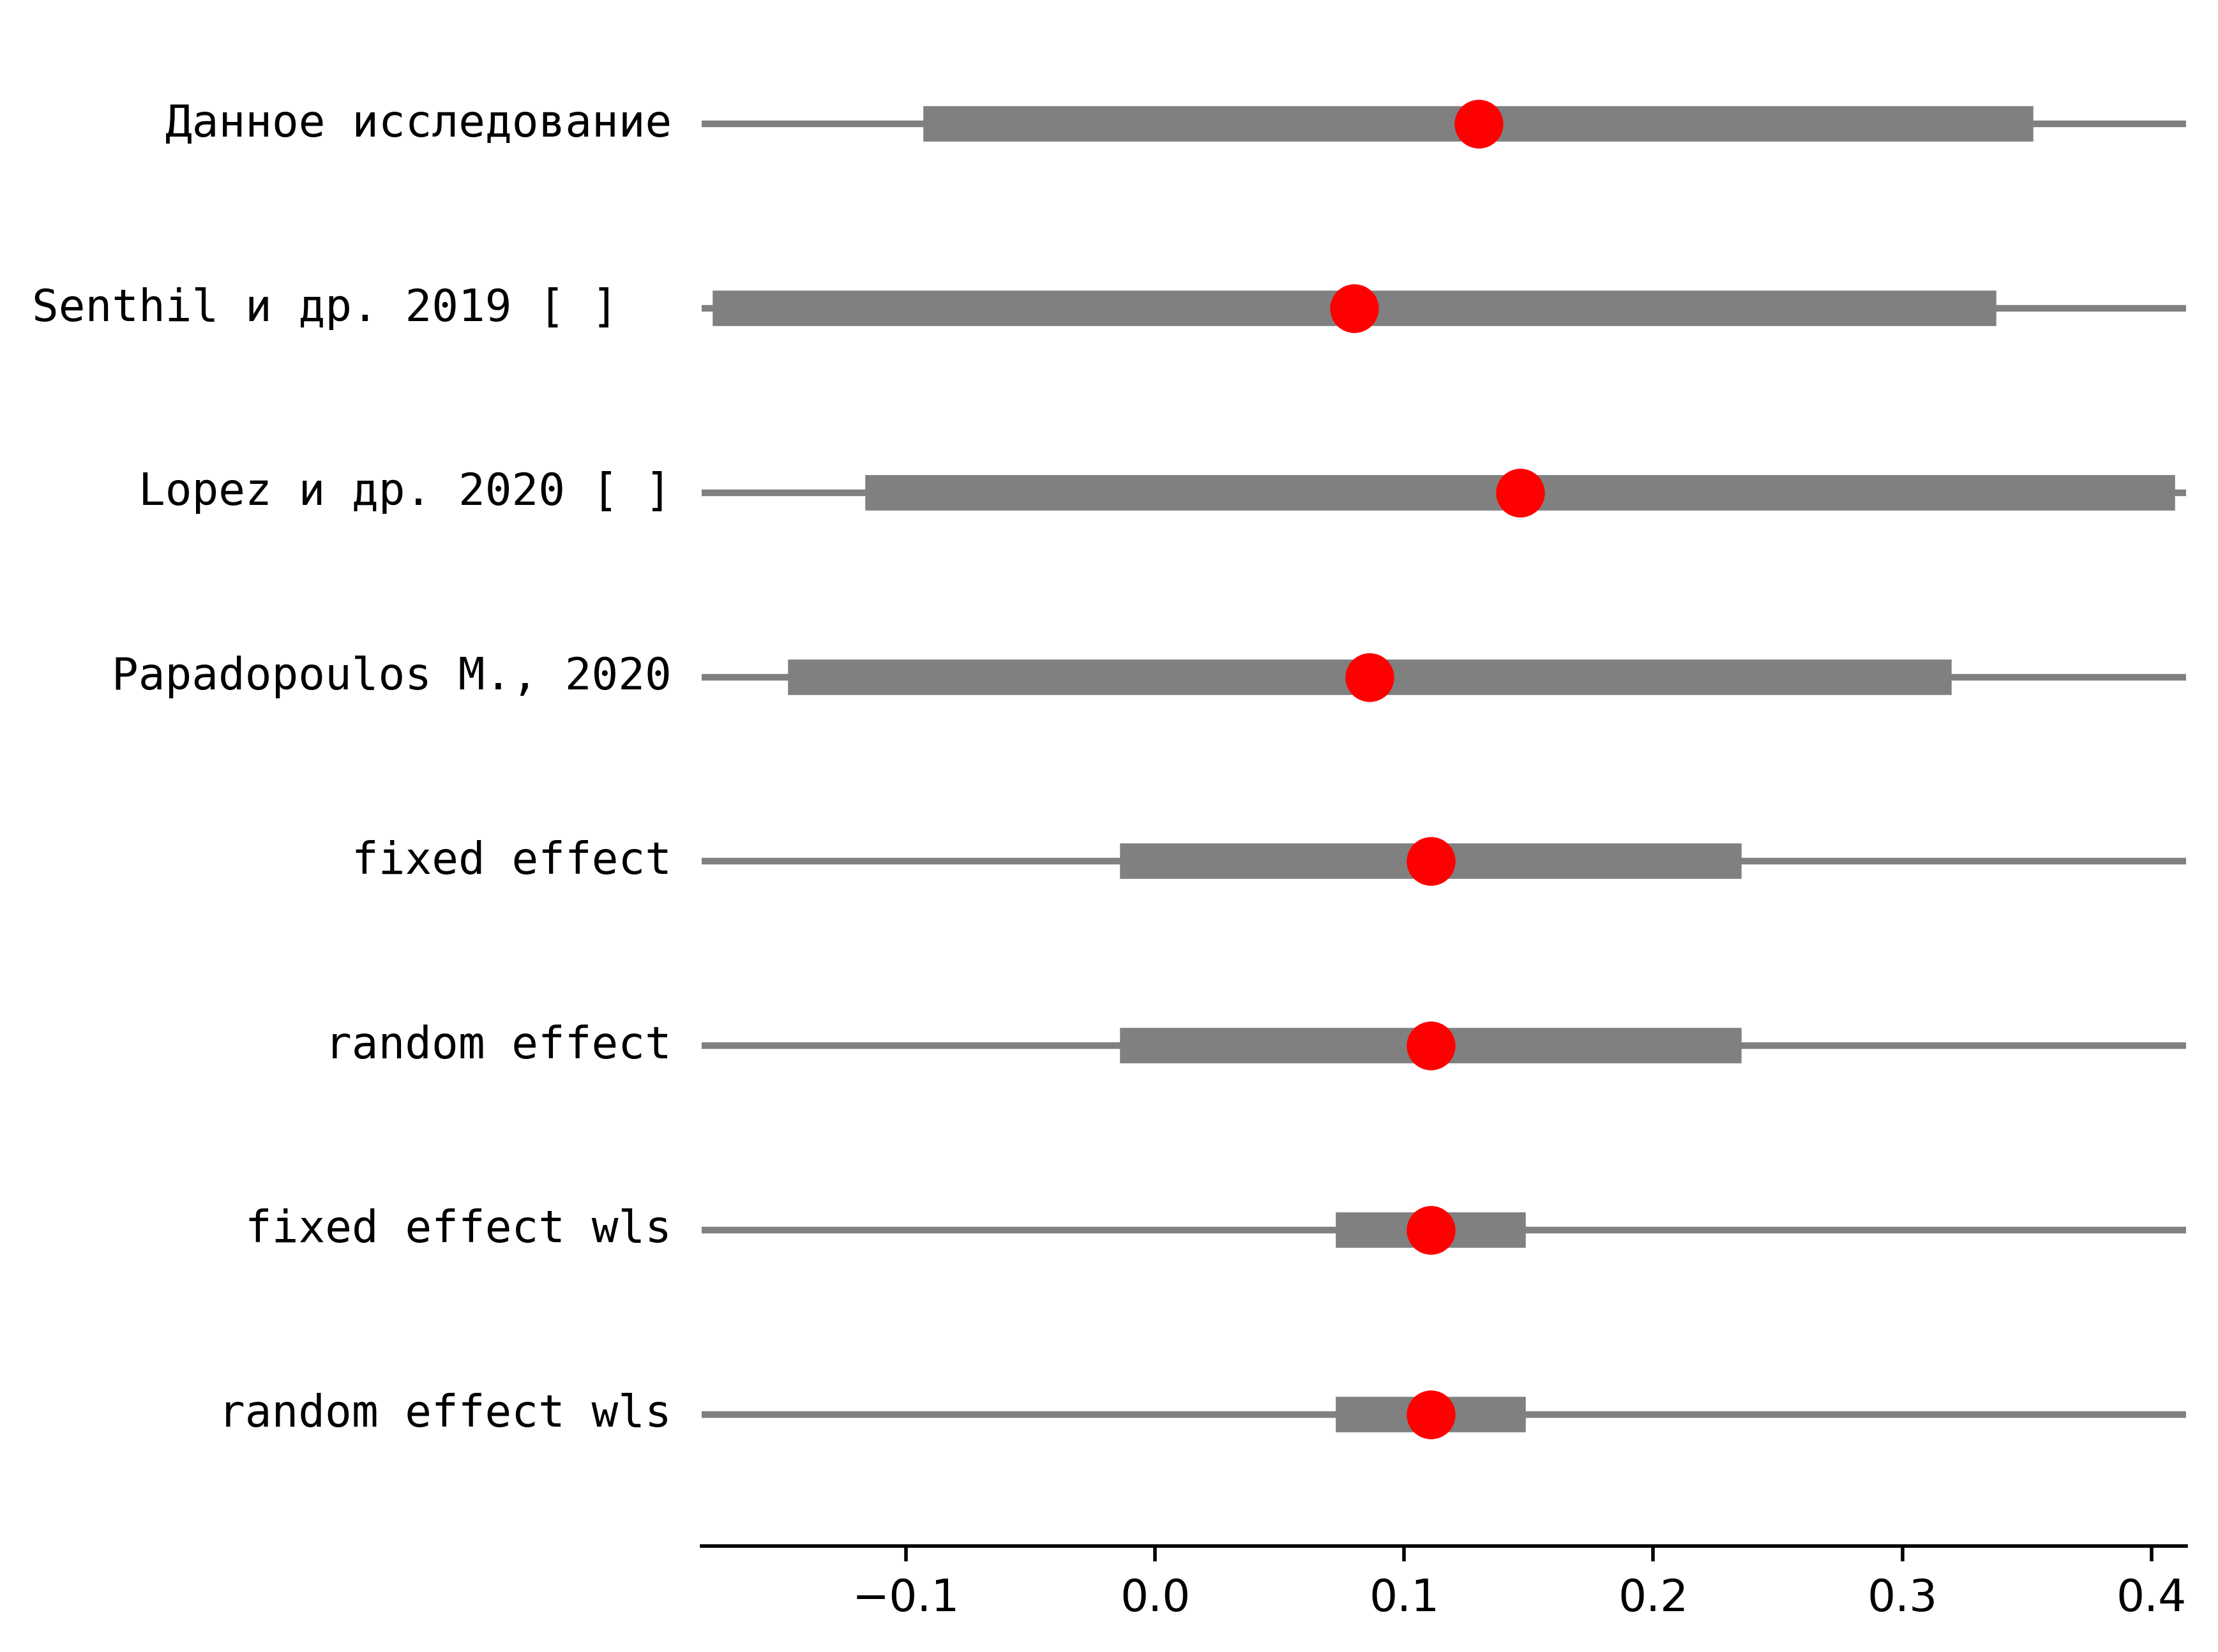 Данное исследование
Senthil и др. 2019 [ ]
Lopez и др. 2020 [ ]
Papadopoulos M., 2020
fixed effect
random effect
fixed effect wls
random effect wls
−0.1 0.0 0.1 0.2 0.3 0.4